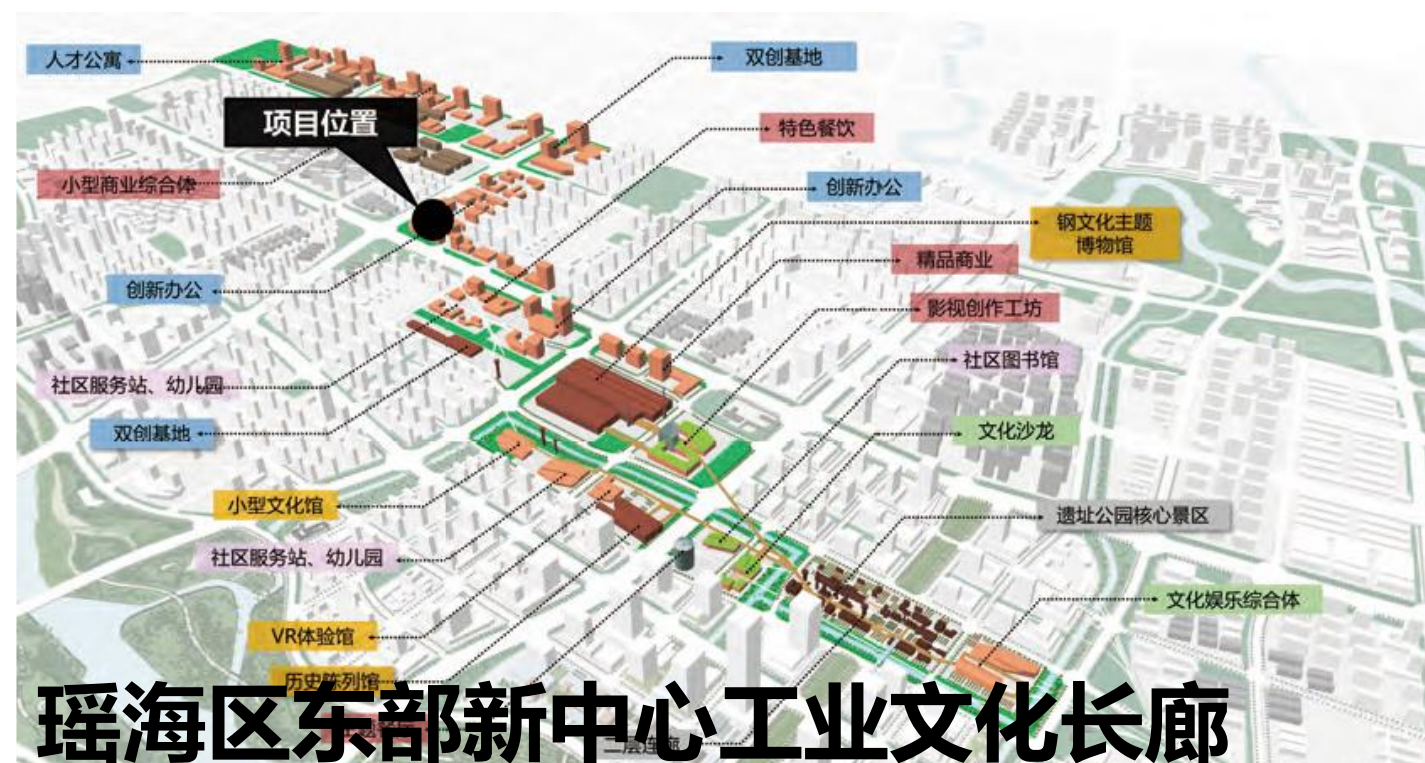 人才公寓
双创基地
项目位置
特色餐饮
小型商业综合体
创新办公
钢文化主题
博物馆
精品商业
创新办公
影视创作工坊
社区图书馆
社区服务站、幼儿园
双创基地
文化沙龙
小型文化馆
遗址公园核心景区
社区服务站、幼儿园
文化娱乐综合体
VR体验馆
历史陈列馆
瑶海区东部新中心工业文化长廊
二层连廊